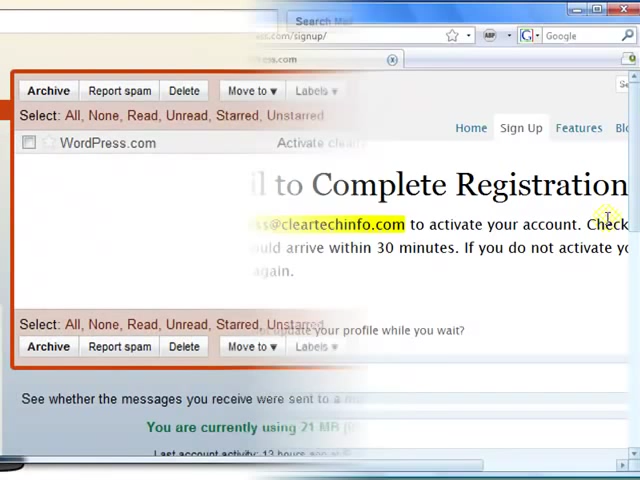 Search Mail
.com/signup/
ABP
G
Google
Press.com
Archive Report spam Delete Move to Labels
Select: All, None, Read, Unread, Starred, Unstarred
Home Sign Up Features
WordPress.com Activate
to Complete Registration
@cleartechinfo.com to activate your account. Check
arrive within 30 minutes. If you do not activate
again.
Select: All, None, Read, Unread, Starred, Unstarred
update your profile while you wait?
Archive Report spam Delete Move to Labels
See whether the messages you receive were sent to a
You are currently using 21 MB
Last account activity: 13 hours ago